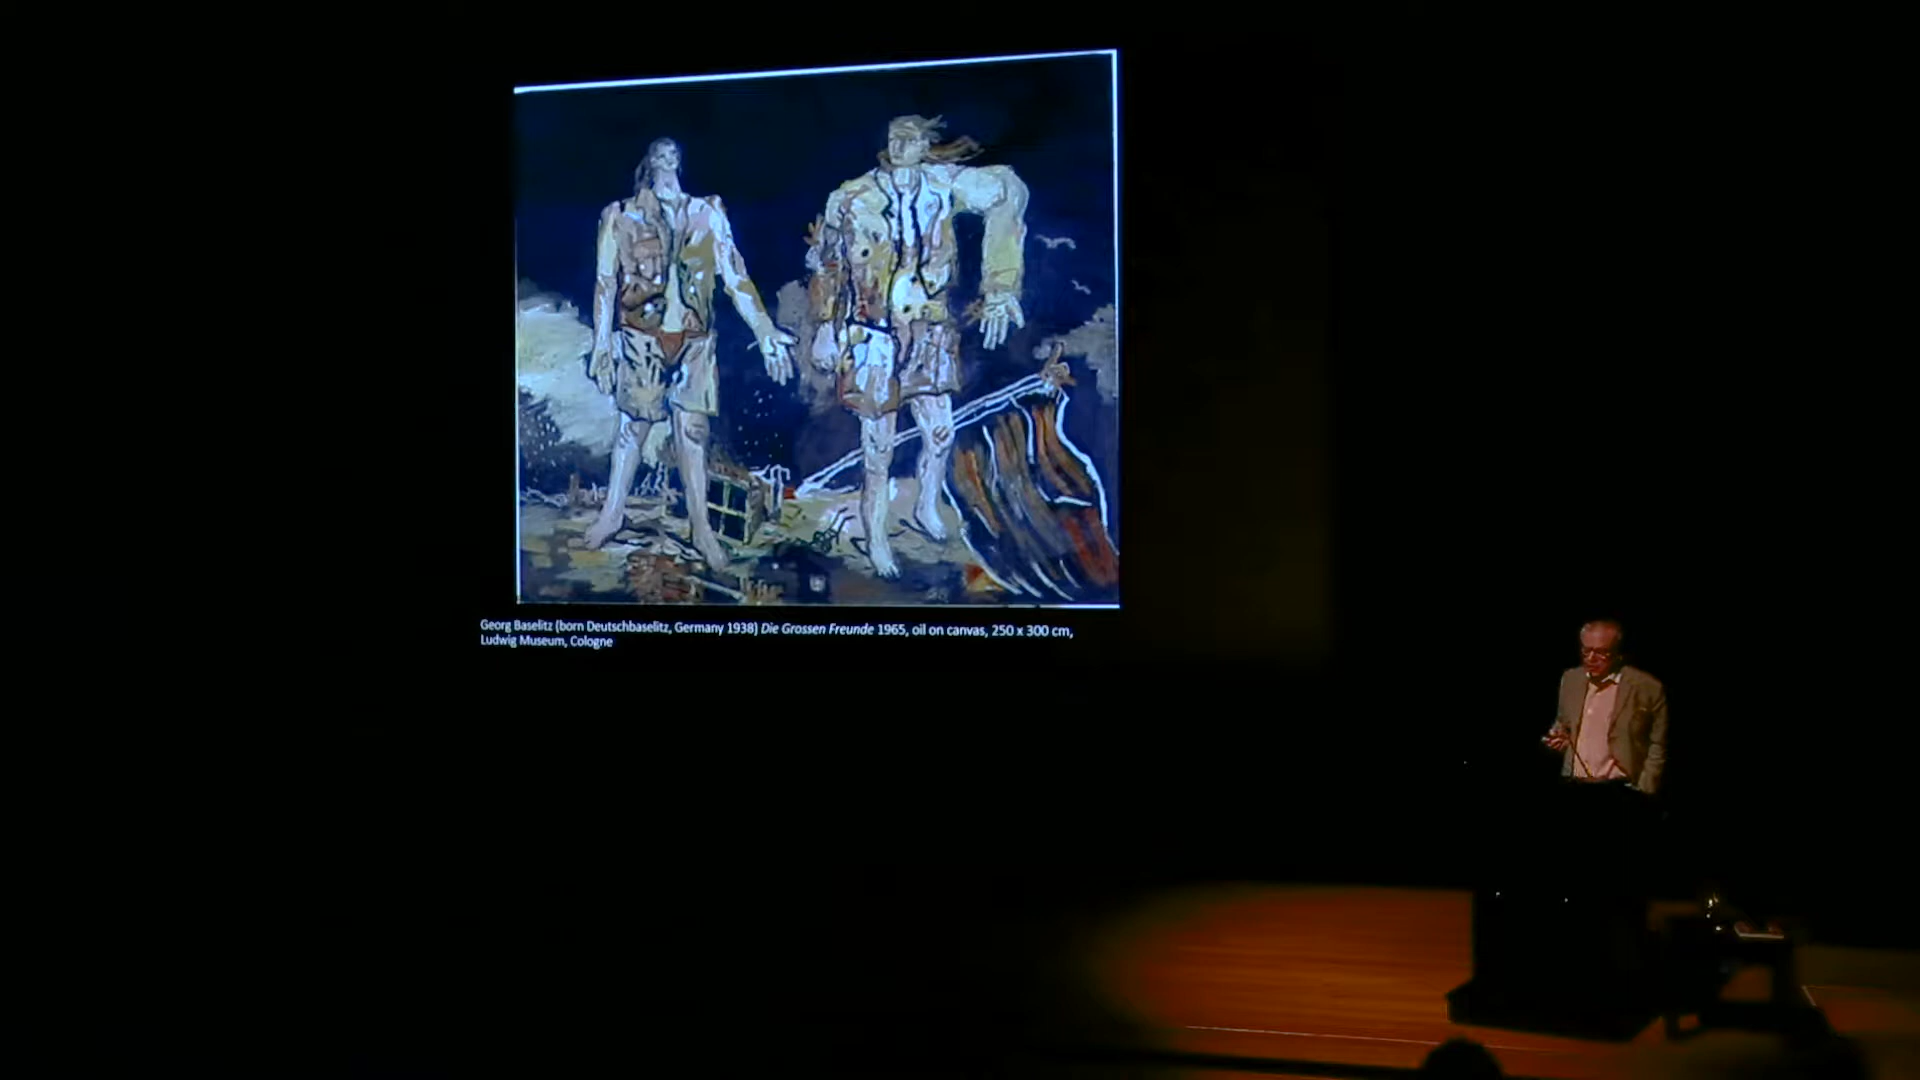 Georg Baselitz (born Deutschbaselitz, Germany 1938) Die Grossen Freunde 1965, oil on canvas, 250 x 300 cm,
Ludwig Museum, Cologne